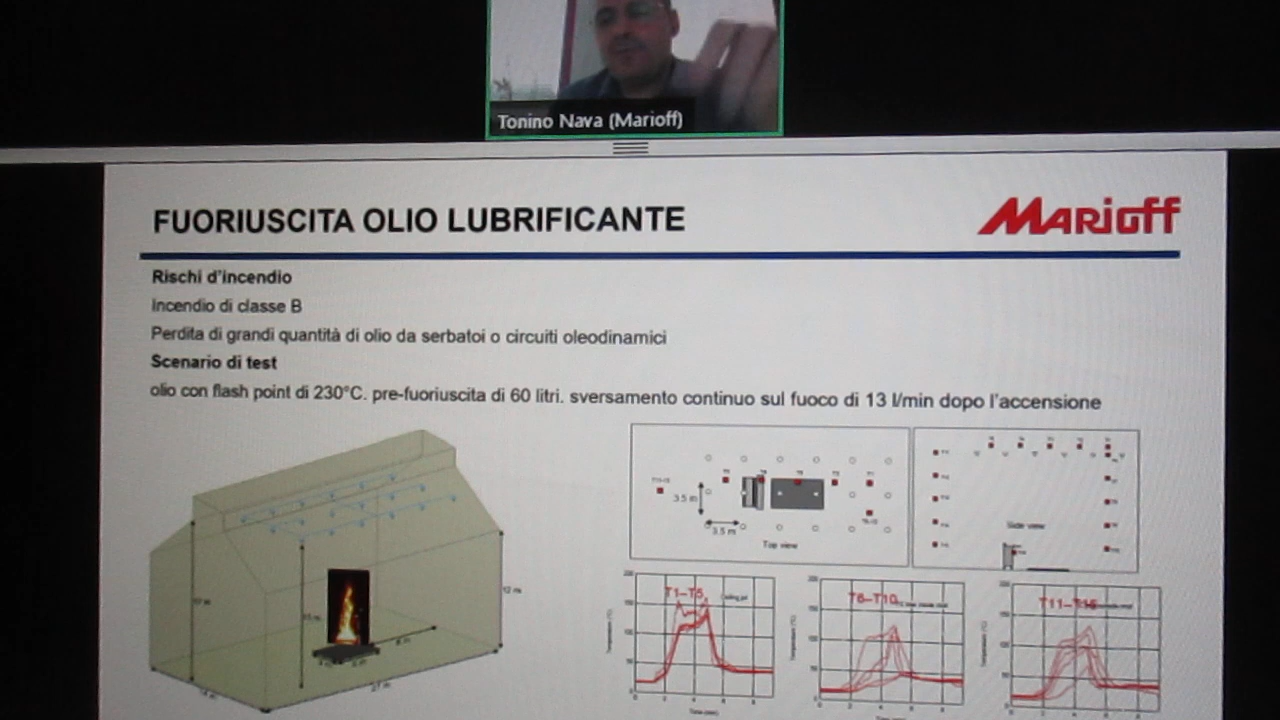 Tonino Nava (Marioff)
FUORIUSCITA OLIO LUBRIFICANTE
MARiOff
Rischi d'incendio
Incendio di classe B
Perdita di grandi quantità di olio da serbatoi o circuiti oleodinamici
Scenario di test
olio con flash point di 230°C. pre-fuoriuscita di 60 litri. sversamento continuo sul fuoco di 13 l/min dopo l'accensione
3.5 m
3.5 m
Top view
Side view
12 m
T1–T5
T6–T10
T11–T15